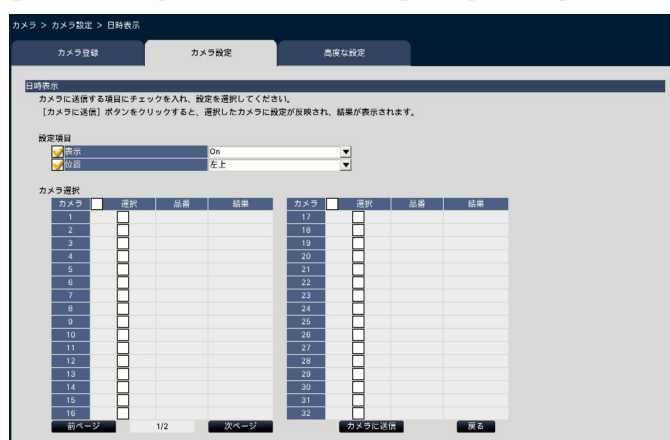 カメラ > カメラ設定 > 日時表示
カメラ登録 カメラ設定 高度な設定
日時表示
カメラに送信する項目にチェックを入れ、設定を選択してください。
[カメラに送信] ボタンをクリックすると、選択したカメラに設定が反映され、結果が表示されます。
設定項目
表示 On
位置 左上
カメラ選択
カメラ 選択 品番 結果 カメラ 選択 品番 結果
1 17
2 18
3 19
4 20
5 21
6 22
7 23
8 24
9 25
10 26
11 27
12 28
13 29
14 30
15 31
16 32
前ページ 1/2 次ページ カメラに送信 戻る